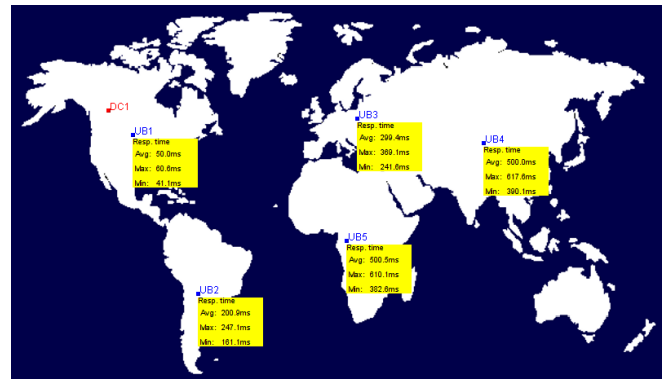 DC1
UB1
Resp. time
Avg: 50.0ms
Max: 60.6ms
Min: 41.1ms
UB3
Resp. time
Avg: 299.4ms
Max: 369.1ms
Min: 241.6ms
UB4
Resp. time
Avg: 500.0ms
Max: 617.6ms
Min: 390.1ms
UB5
Resp. time
Avg: 500.5ms
Max: 610.1ms
Min: 382.6ms
UB2
Resp. time
Avg: 200.9ms
Max: 247.1ms
Min: 161.1ms